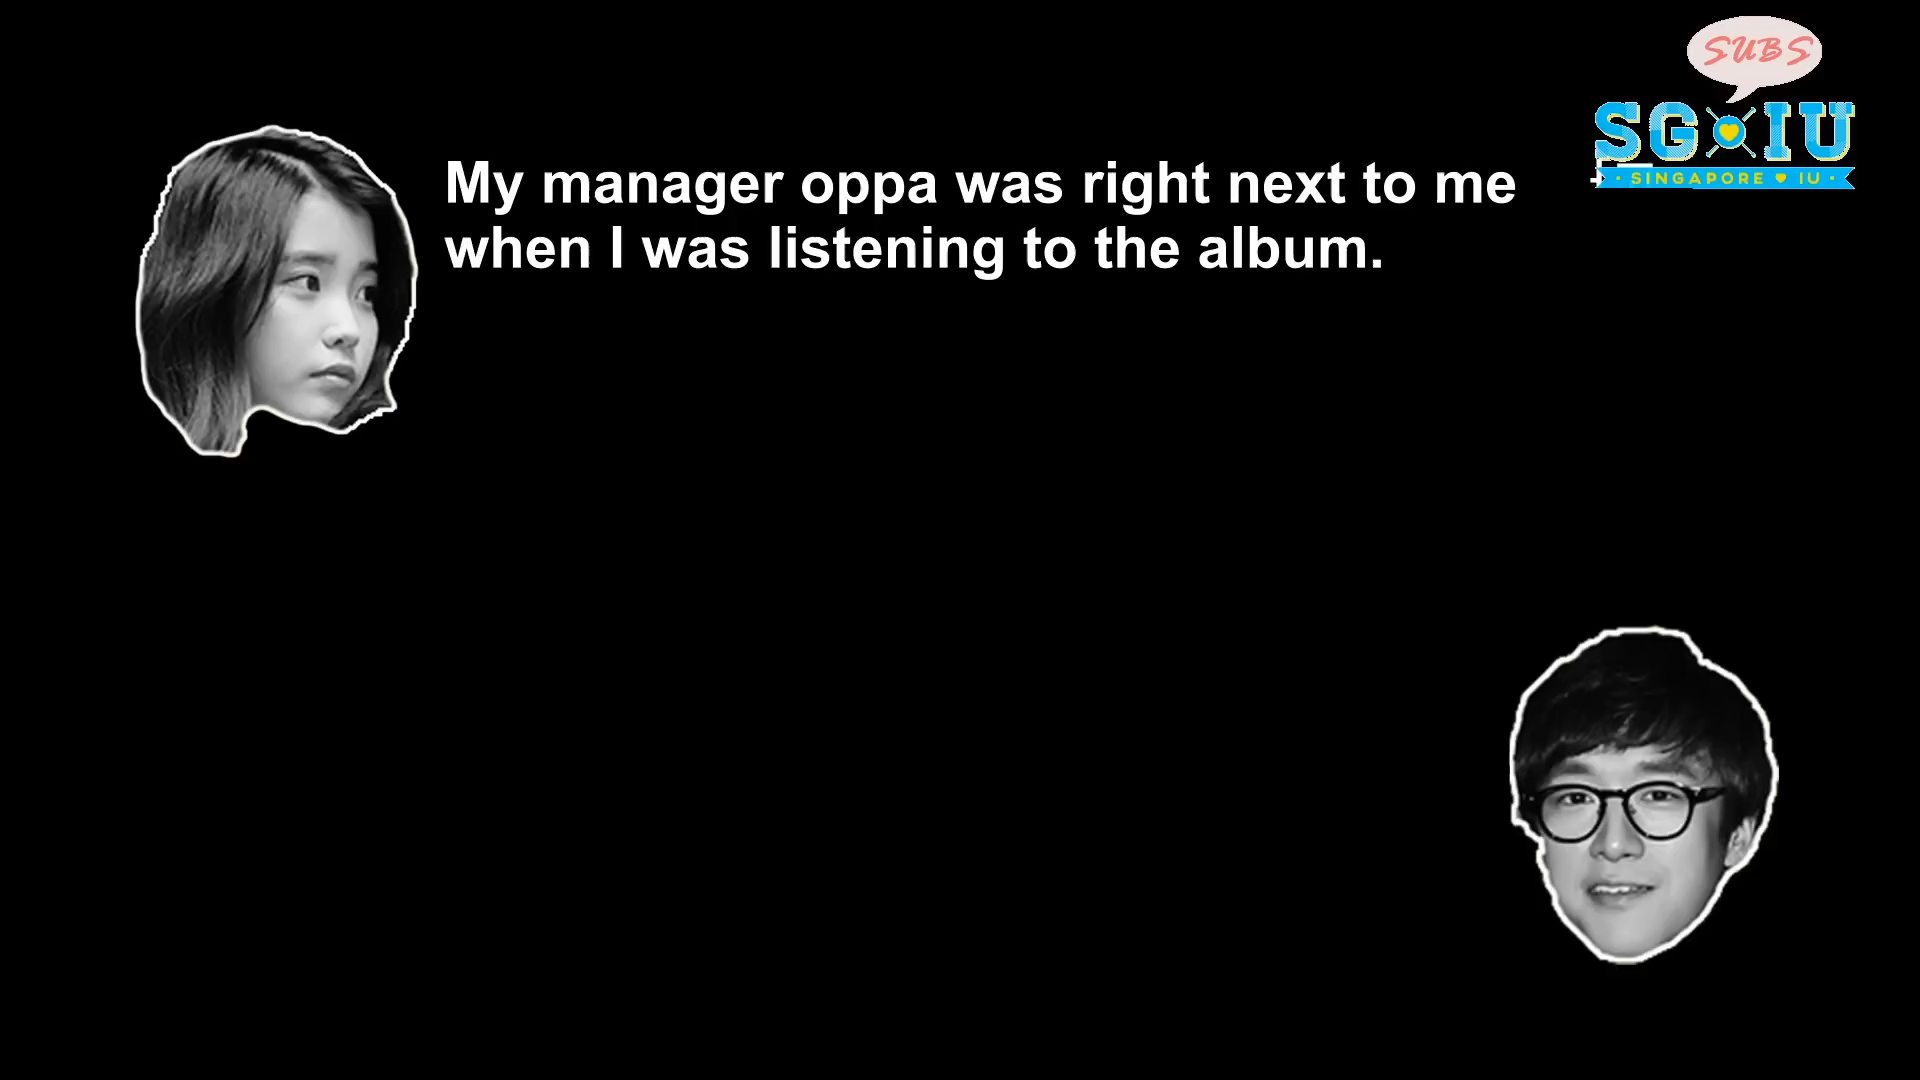 SUBS
SG IU
· SINGAPORE ♥ IU ·
My manager oppa was right next to me
when I was listening to the album.